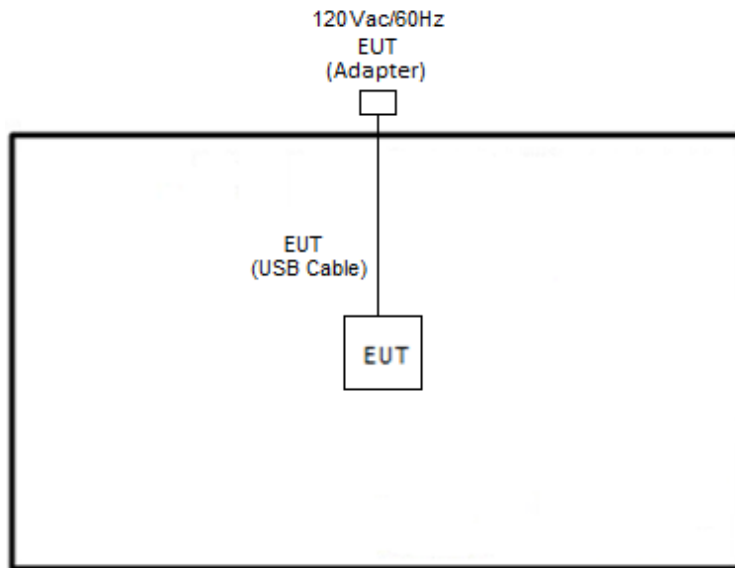 120Vac/60Hz
EUT
(Adapter)
EUT
(USB Cable)
EUT